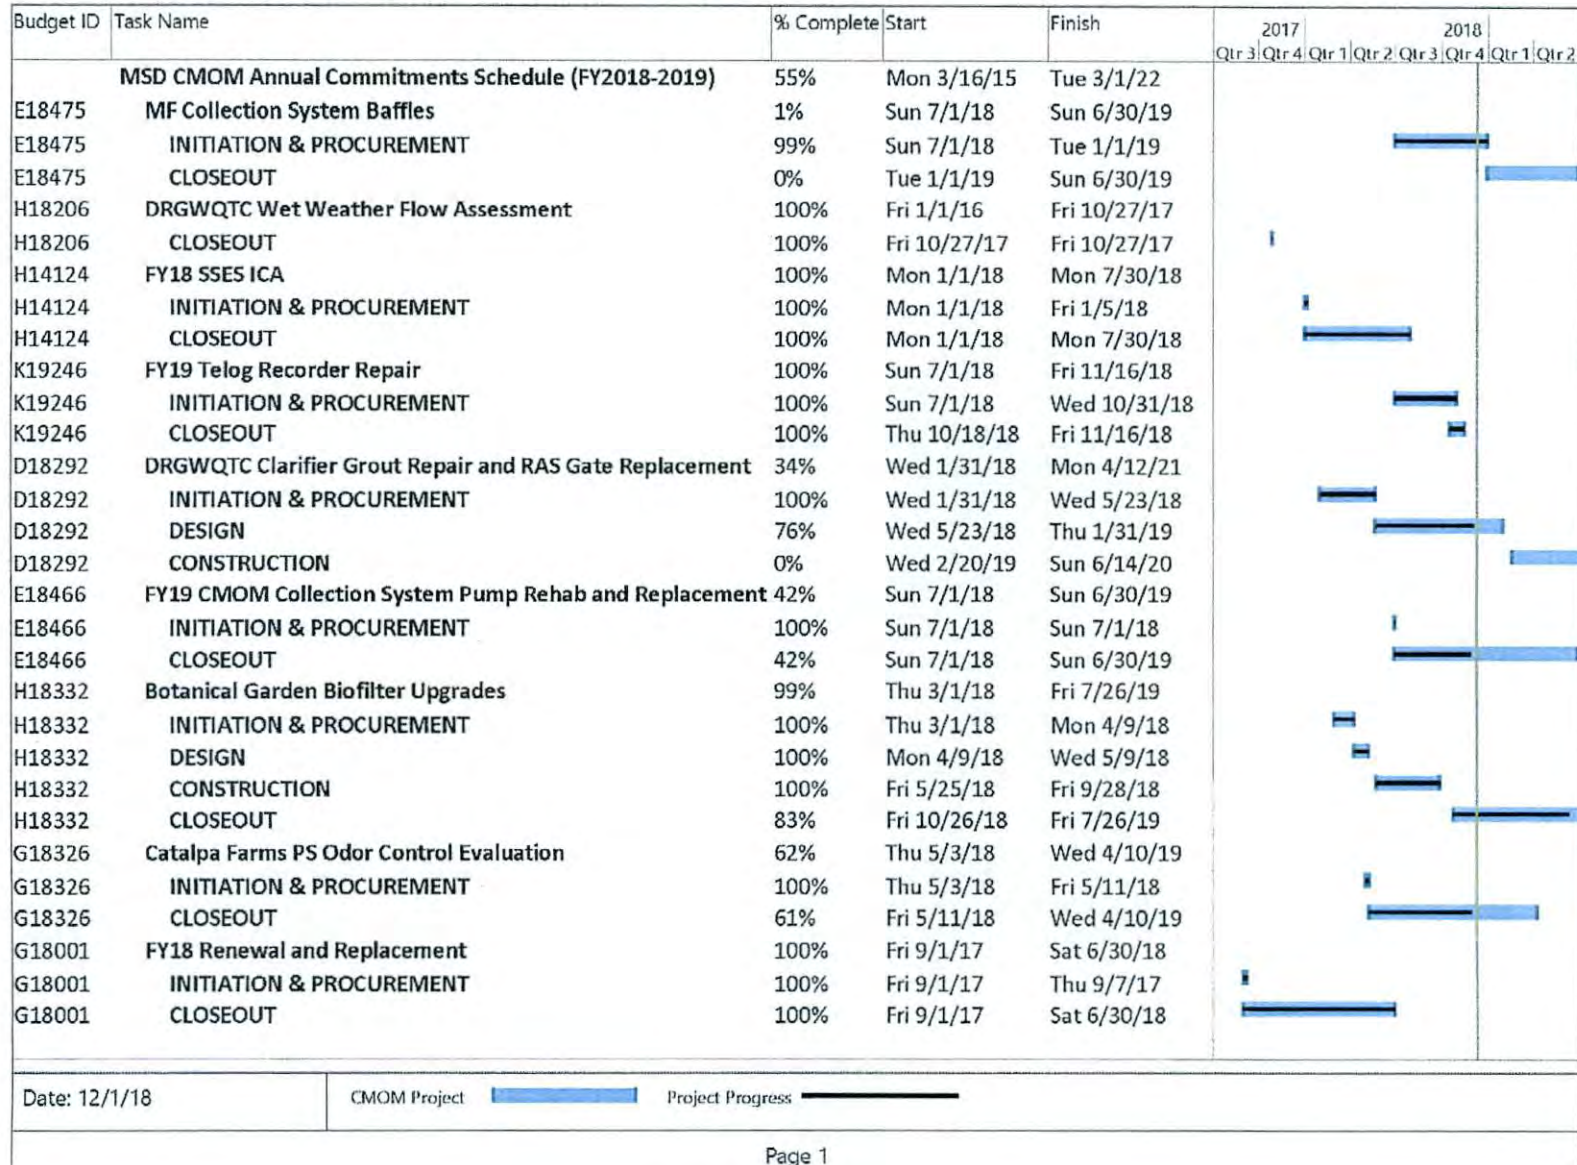 Budget ID Task Name % Complete Start Finish 2017 2018
Qtr 3 Qtr 4 Qtr 1 Qtr 2 Qtr 3 Qtr 4 Qtr 1 Qtr 2
MSD CMOM Annual Commitments Schedule (FY2018-2019) 55% Mon 3/16/15 Tue 3/1/22
E18475 MF Collection System Baffles 1% Sun 7/1/18 Sun 6/30/19
E18475 INITIATION & PROCUREMENT 99% Sun 7/1/18 Tue 1/1/19
E18475 CLOSEOUT 0% Tue 1/1/19 Sun 6/30/19
H18206 DRGWQTC Wet Weather Flow Assessment 100% Fri 1/1/16 Fri 10/27/17
H18206 CLOSEOUT 100% Fri 10/27/17 Fri 10/27/17
H14124 FY18 SSES ICA 100% Mon 1/1/18 Mon 7/30/18
H14124 INITIATION & PROCUREMENT 100% Mon 1/1/18 Fri 1/5/18
H14124 CLOSEOUT 100% Mon 1/1/18 Mon 7/30/18
K19246 FY19 Telog Recorder Repair 100% Sun 7/1/18 Fri 11/16/18
K19246 INITIATION & PROCUREMENT 100% Sun 7/1/18 Wed 10/31/18
K19246 CLOSEOUT 100% Thu 10/18/18 Fri 11/16/18
D18292 DRGWQTC Clarifier Grout Repair and RAS Gate Replacement 34% Wed 1/31/18 Mon 4/12/21
D18292 INITIATION & PROCUREMENT 100% Wed 1/31/18 Wed 5/23/18
D18292 DESIGN 76% Wed 5/23/18 Thu 1/31/19
D18292 CONSTRUCTION 0% Wed 2/20/19 Sun 6/14/20
E18466 FY19 CMOM Collection System Pump Rehab and Replacement 42% Sun 7/1/18 Sun 6/30/19
E18466 INITIATION & PROCUREMENT 100% Sun 7/1/18 Sun 7/1/18
E18466 CLOSEOUT 42% Sun 7/1/18 Sun 6/30/19
H18332 Botanical Garden Biofilter Upgrades 99% Thu 3/1/18 Fri 7/26/19
H18332 INITIATION & PROCUREMENT 100% Thu 3/1/18 Mon 4/9/18
H18332 DESIGN 100% Mon 4/9/18 Wed 5/9/18
H18332 CONSTRUCTION 100% Fri 5/25/18 Fri 9/28/18
H18332 CLOSEOUT 83% Fri 10/26/18 Fri 7/26/19
G18326 Catalpa Farms PS Odor Control Evaluation 62% Thu 5/3/18 Wed 4/10/19
G18326 INITIATION & PROCUREMENT 100% Thu 5/3/18 Fri 5/11/18
G18326 CLOSEOUT 61% Fri 5/11/18 Wed 4/10/19
G18001 FY18 Renewal and Replacement 100% Fri 9/1/17 Sat 6/30/18
G18001 INITIATION & PROCUREMENT 100% Fri 9/1/17 Thu 9/7/17
G18001 CLOSEOUT 100% Fri 9/1/17 Sat 6/30/18
Date: 12/1/18 CMOM Project Project Progress
Page 1